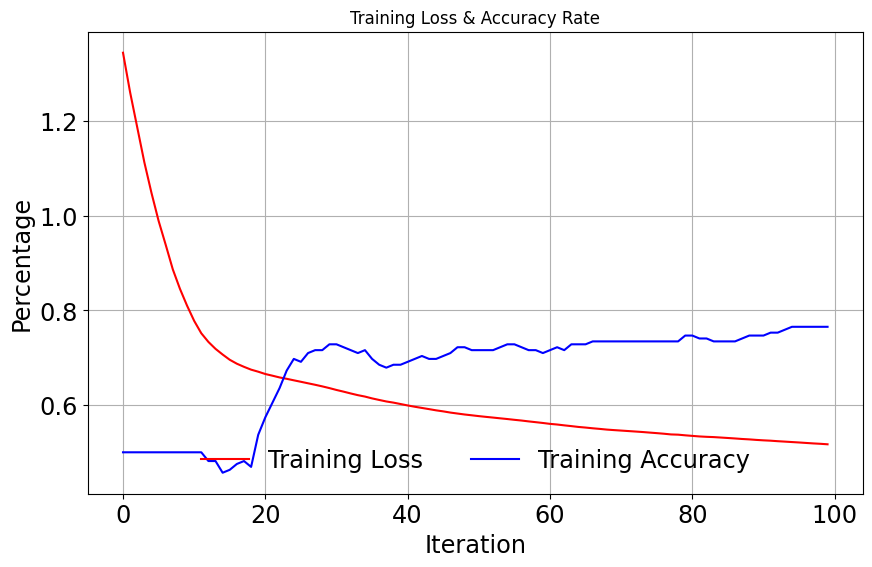 Training Loss & Accuracy Rate
1.2
1.0
0.8
0.6
Percentage
Training Loss
Training Accuracy
0 20 40 60 80 100
Iteration